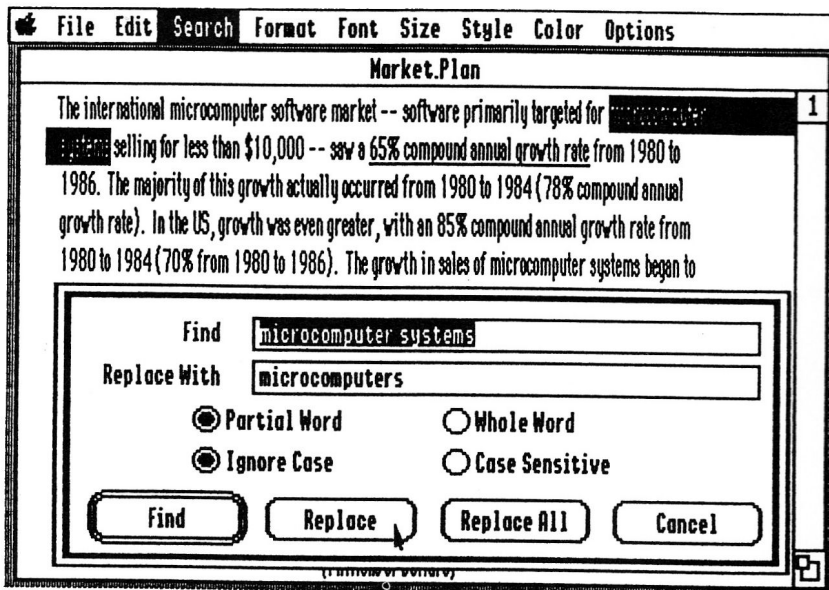 File Edit Search Format Font Size Style Color Options
Market.Plan
The international microcomputer software market -- software primarily targeted for microcomputer
systems selling for less than $10,000 -- saw a 65% compound annual growth rate from 1980 to
1986. The majority of this growth actually occurred from 1980 to 1984 (78% compound annual
growth rate). In the US, growth was even greater, with an 85% compound annual growth rate from
1980 to 1984 (70% from 1980 to 1986). The growth in sales of microcomputer systems began to
1
Find microcomputer systems
Replace With microcomputers
Partial Word Whole Word
Ignore Case Case Sensitive
Find Replace Replace All Cancel